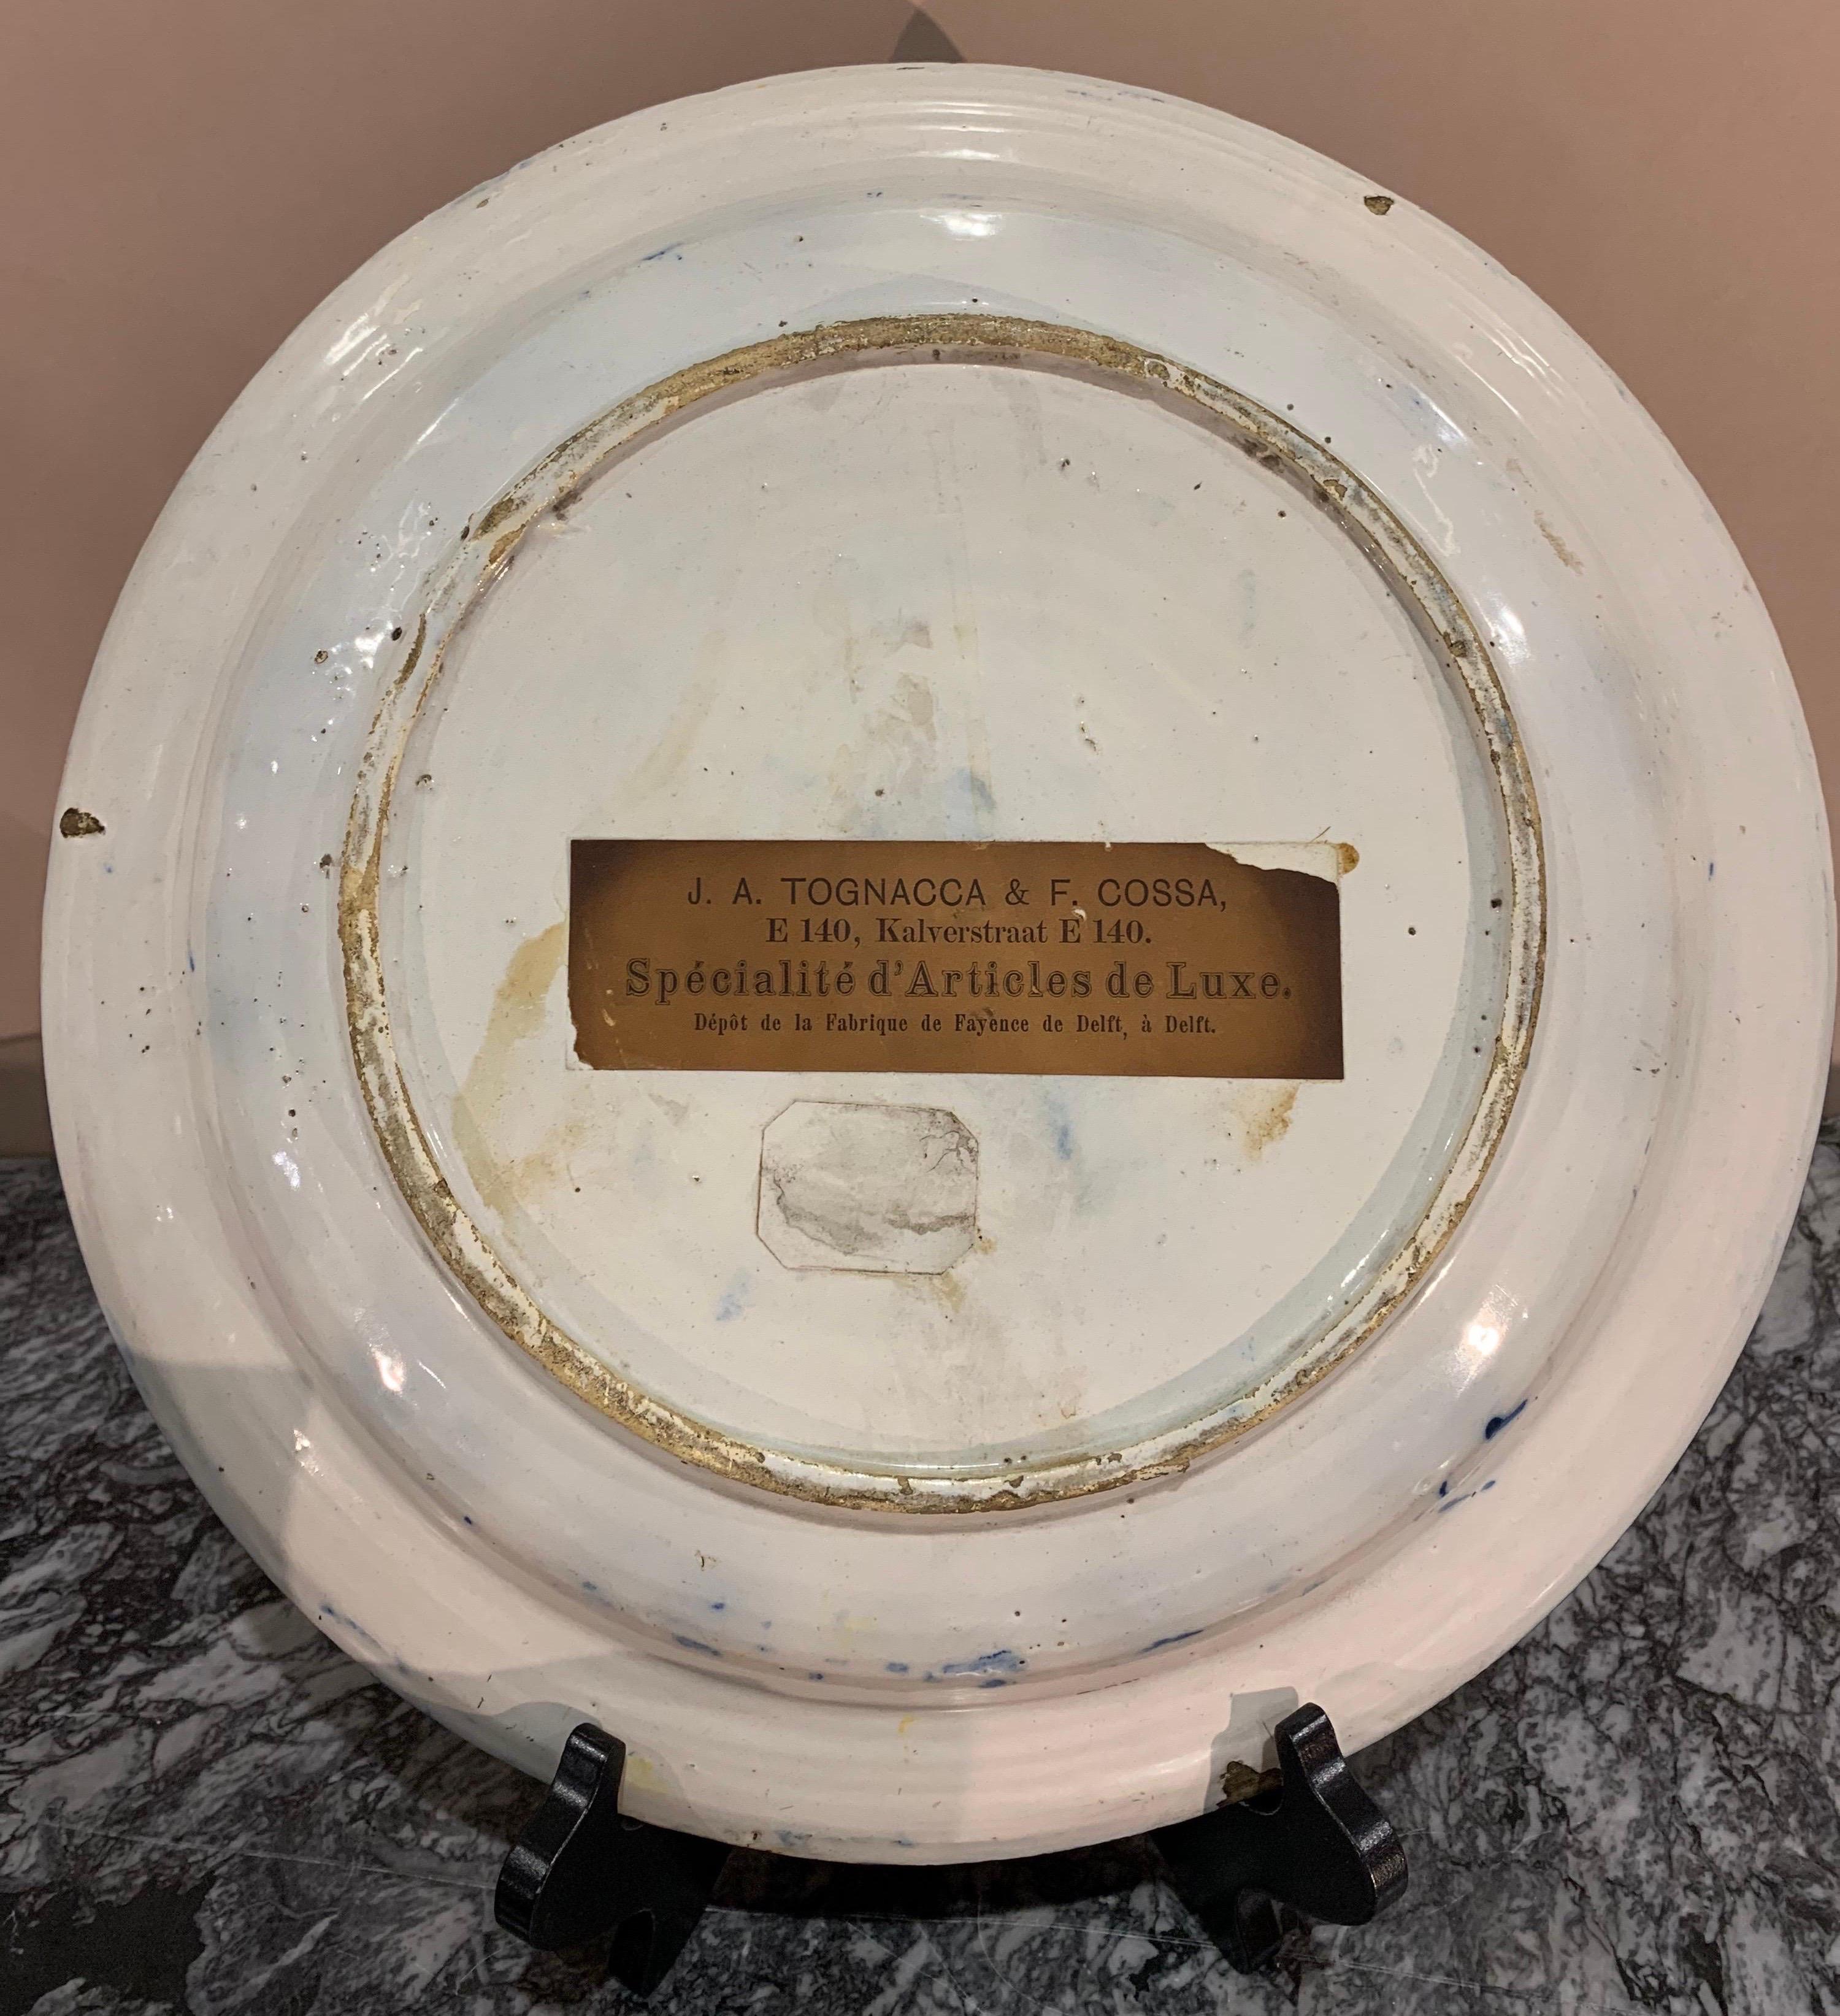 J. A. TOGNACCA & F. COSSA,
E 140, Kalverstraat E 140.
Spécialité d'Articles de Luxe.
Dépôt de la Fabrique de Fayence de Delft, à Delft.